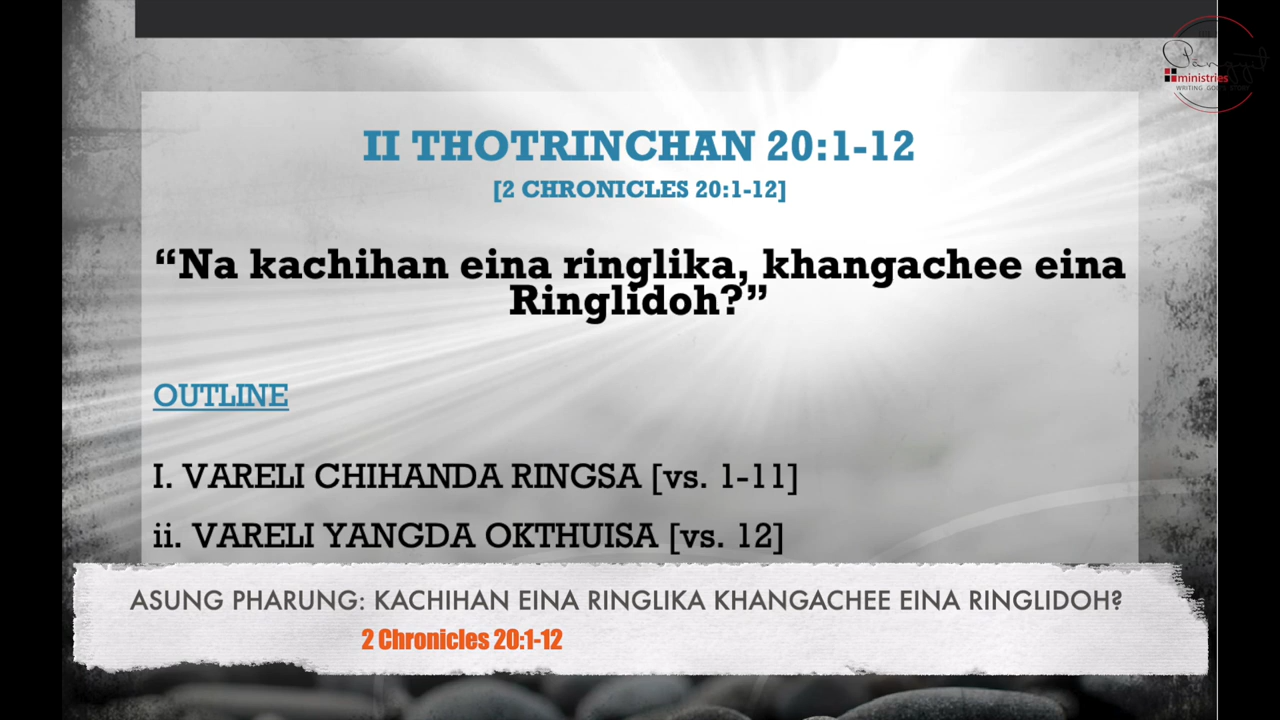 II THOTRINCHAN 20:1-12
[2 CHRONICLES 20:1-12]
“Na kachihan eina ringlika, khangachee eina
Ringlidoh?”
OUTLINE
I. VARELI CHIHANDA RINGSA [vs. 1-11]
ii. VARELI YANGDA OKTHUISA [vs. 12]
ASUNG PHARUNG: KACHIHAN EINA RINGLIKA KHANGACHEE EINA RINGLIDOH?
2 Chronicles 20:1-12
ministries